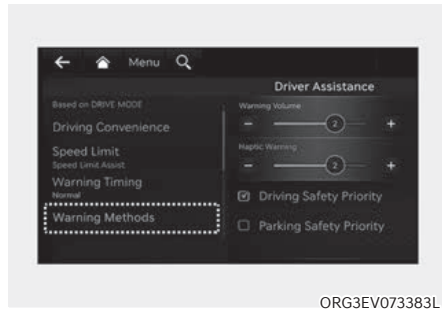 Menu
Driver Assistance
Based on DRIVE MODE
Driving Convenience
Speed Limit
Speed Limit Assist
Warning Timing
Normal
Warning Methods
Warning Volume
- 2 +
Haptic Warning
- 2 +
Driving Safety Priority
Parking Safety Priority
ORG3EV073383L